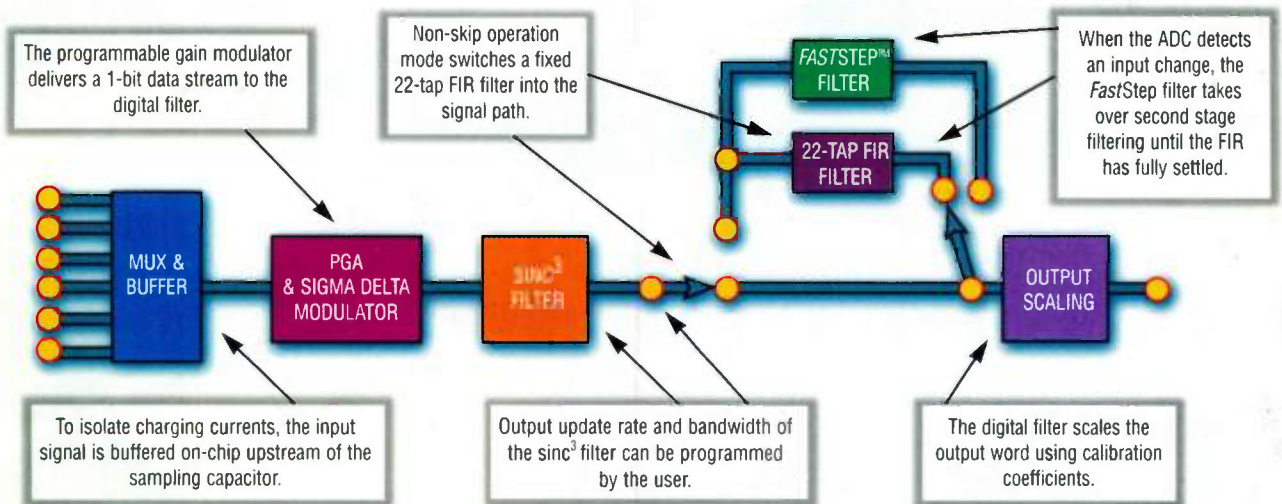 The programmable gain modulator
delivers a 1-bit data stream to the
digital filter.
Non-skip operation
mode switches a fixed
22-tap FIR filter into the
signal path.
FASTSTEP™
FILTER
22-TAP FIR
FILTER
When the ADC detects
an input change, the
FastStep filter takes
over second stage
filtering until the FIR
has fully settled.
MUX &
BUFFER
PGA
& SIGMA DELTA
MODULATOR
SINC³
FILTER
OUTPUT
SCALING
To isolate charging currents, the input
signal is buffered on-chip upstream of the
sampling capacitor.
Output update rate and bandwidth of
the sinc³ filter can be programmed
by the user.
The digital filter scales the
output word using calibration
coefficients.